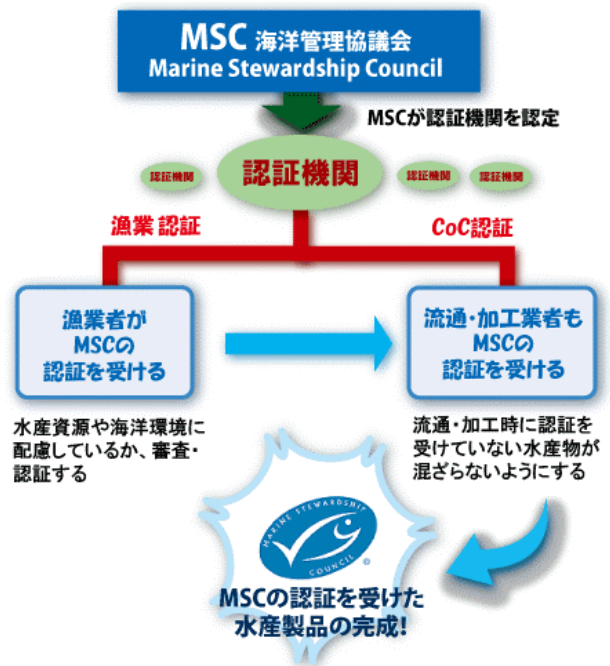 MSC 海洋管理協議会
Marine Stewardship Council
MSCが認証機関を認定
認証機関
認証機関
認証機関
認証機関
漁業 認証
CoC認証
漁業者が
MSCの
認証を受ける
流通・加工業者も
MSCの
認証を受ける
水産資源や海洋環境に
配慮しているか、審査・
認証する
流通・加工時に認証を
受けていない水産物が
混ざらないようにする
MARINE STEWARDSHIP
COUNCIL
®
MSCの認証を受けた
水産製品の完成!